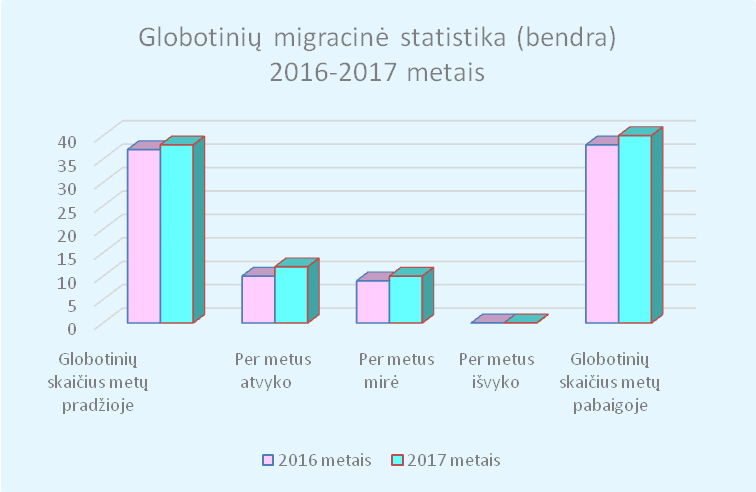 Globotinių migracinė statistika (bendra)
2016-2017 metais
40
35
30
25
20
15
10
5
0
Globotinių
skaičius metų
pradžioje
Per metus
atvyko
Per metus
mirė
Per metus
išvyko
Globotinių
skaičius metų
pabaigoje
2016 metais
2017 metais